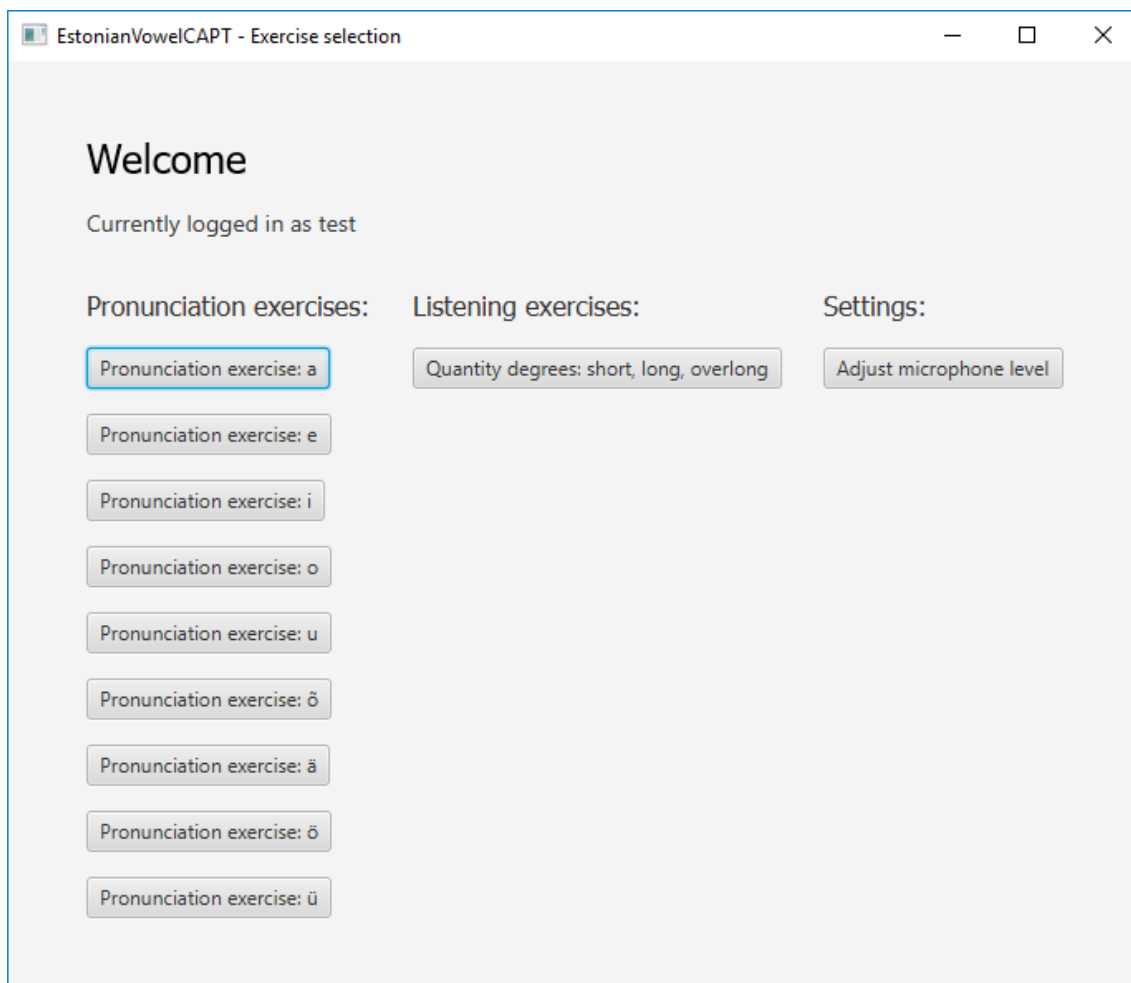 EstonianVowelCAPT - Exercise selection
Welcome
Currently logged in as test
Pronunciation exercises:
Pronunciation exercise: a
Pronunciation exercise: e
Pronunciation exercise: i
Pronunciation exercise: o
Pronunciation exercise: u
Pronunciation exercise: õ
Pronunciation exercise: ä
Pronunciation exercise: ö
Pronunciation exercise: ü
Listening exercises:
Quantity degrees: short, long, overlong
Settings:
Adjust microphone level